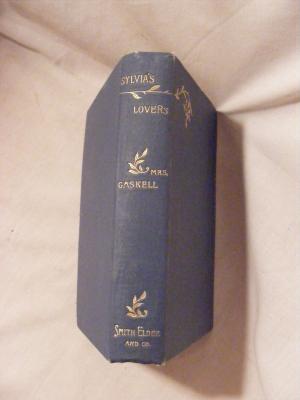 SYLVIA'S
LOVERS
MRS.
GASKELL
SMITH ELDER
AND CO.